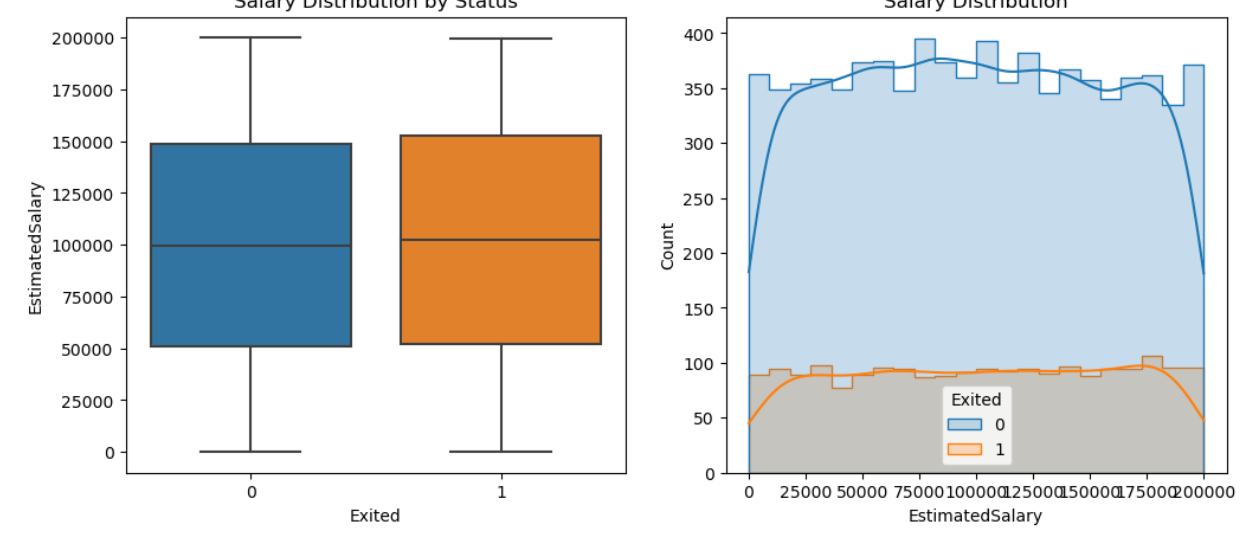 Salary Distribution by Status
200000
175000
150000
125000
100000
75000
50000
25000
0
EstimatedSalary
0 1
Exited
Salary Distribution
400
350
300
250
200
150
100
50
0
Count
Exited
0
1
0 25000 50000 75000 100000 125000 150000 175000 200000
EstimatedSalary